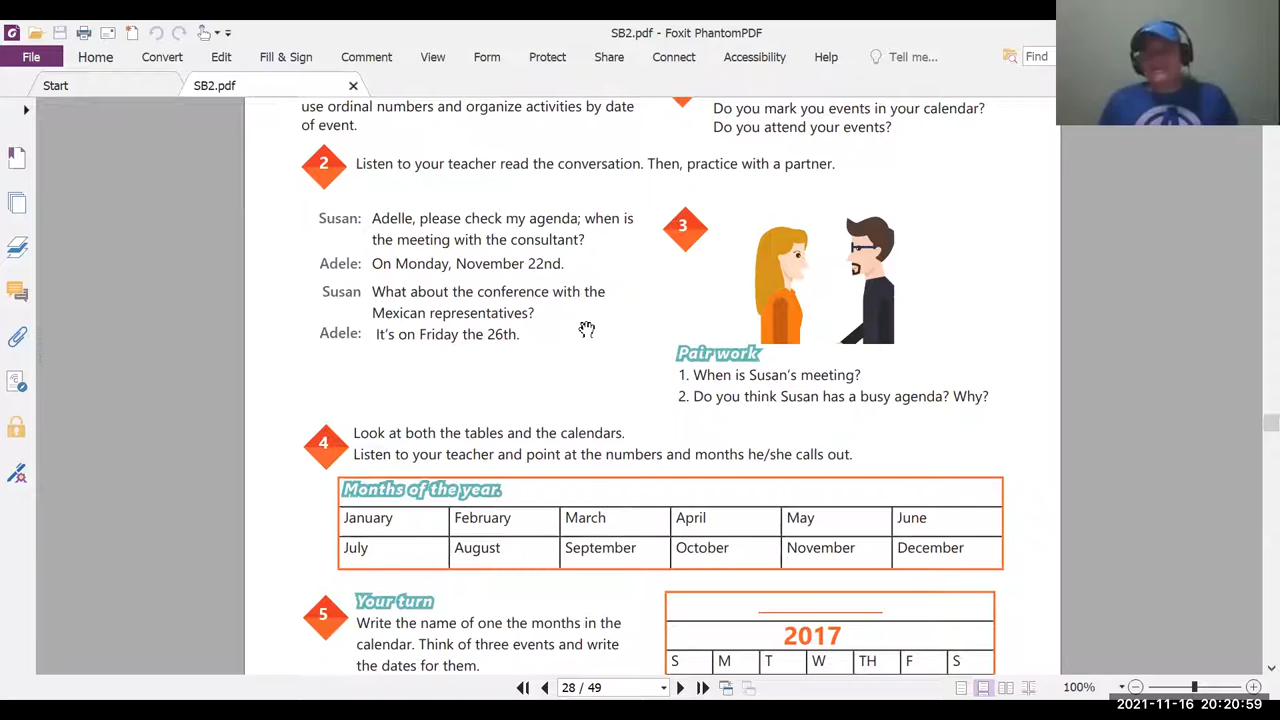 SB2.pdf - Foxit PhantomPDF
File
Home
Convert
Edit
Fill & Sign
Comment
View
Form
Protect
Share
Connect
Accessibility
Help
Tell me...
Find
Start
SB2.pdf
use ordinal numbers and organize activities by date
of event.
Do you mark you events in your calendar?
Do you attend your events?
2
Listen to your teacher read the conversation. Then, practice with a partner.
Susan: Adelle, please check my agenda; when is
the meeting with the consultant?
Adele: On Monday, November 22nd.
Susan What about the conference with the
Mexican representatives?
Adele: It's on Friday the 26th.
3
Pair work
1. When is Susan's meeting?
2. Do you think Susan has a busy agenda? Why?
4
Look at both the tables and the calendars.
Listen to your teacher and point at the numbers and months he/she calls out.
Months of the year.
January February March April May June
July August September October November December
5
Your turn
Write the name of one the months in the
calendar. Think of three events and write
the dates for them.
2017
S M T W TH F S
28 / 49
100%
2021-11-16 20:20:59